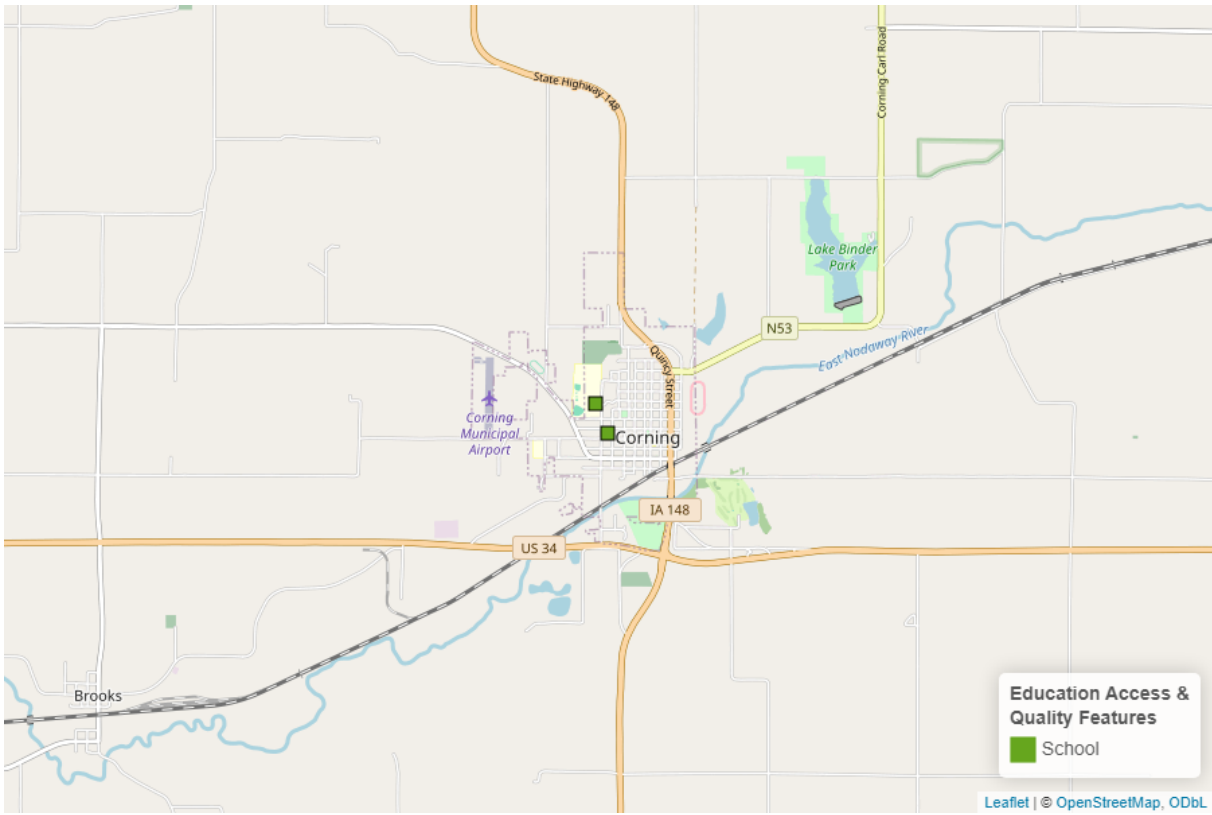 State Highway 148
Corning Carl Road
Lake Binder
Park
N53
East Nodaway River
Quincy Street
Corning
Municipal
Airport
Corning
IA 148
US 34
Brooks
Education Access &
Quality Features
School
Leaflet | © OpenStreetMap, ODbL